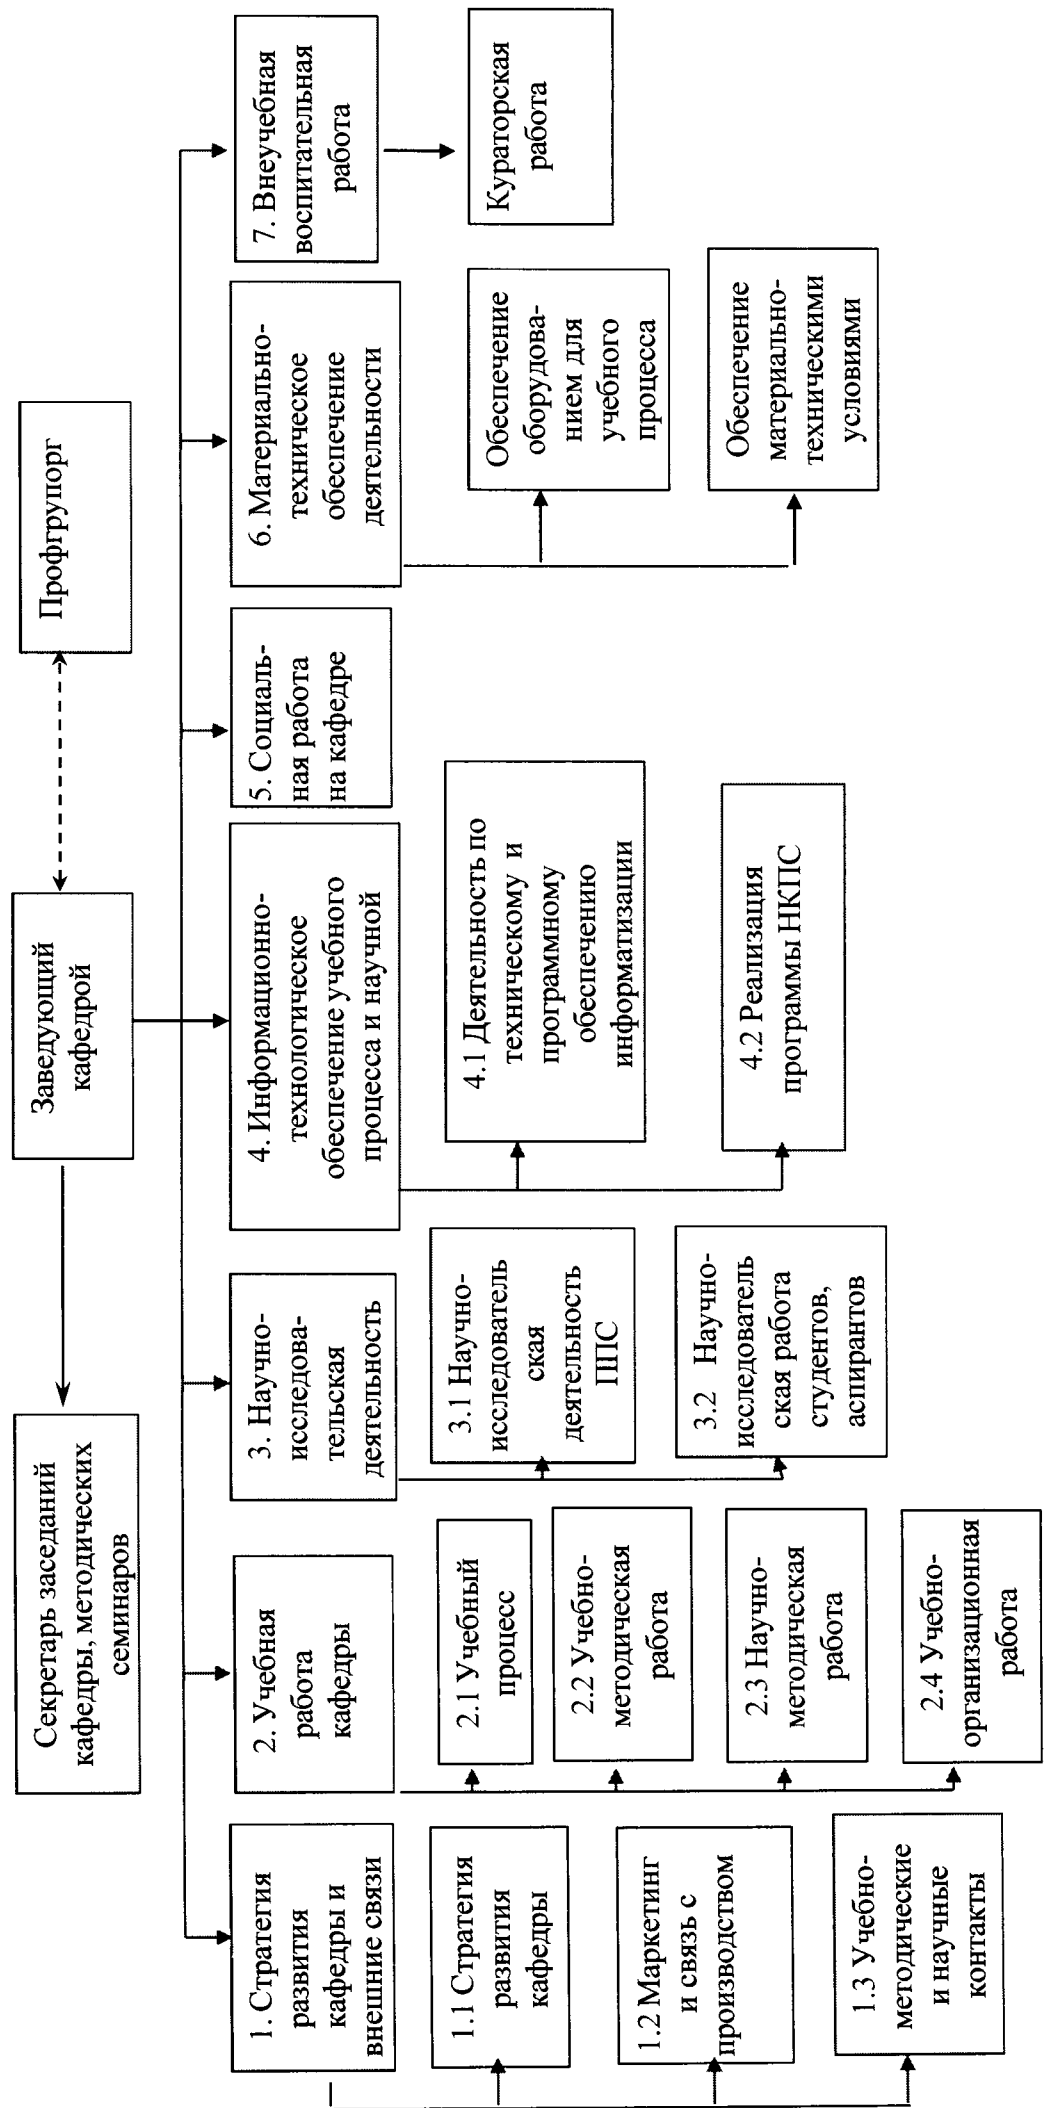 Секретарь заседаний
кафедры, методических
семинаров
Заведующий
кафедрой
Профгрупорг
1. Стратегия
развития
кафедры и
внешние связи
2. Учебная
работа
кафедры
3. Научно-
исследова-
тельская
деятельность
4. Информационно-
технологическое
обеспечение учебного
процесса и научной
5. Социаль-
ная работа
на кафедре
6. Материально-
техническое
обеспечение
деятельности
7. Внеучебная
воспитательная
работа
1.1 Стратегия
развития
кафедры
1.2 Маркетинг
и связь с
производством
1.3 Учебно-
методические
и научные
контакты
2.1 Учебный
процесс
2.2 Учебно-
методическая
работа
2.3 Научно-
методическая
работа
2.4 Учебно-
организационная
работа
3.1 Научно-
исследователь
ская
деятельность
ППС
3.2 Научно-
исследователь
ская работа
студентов,
аспирантов
4.1 Деятельность по
техническому и
программному
обеспечению
информатизации
4.2 Реализация
программы НКПС
Обеспечение
оборудова-
нием для
учебного
процесса
Обеспечение
материально-
техническими
условиями
Кураторская
работа